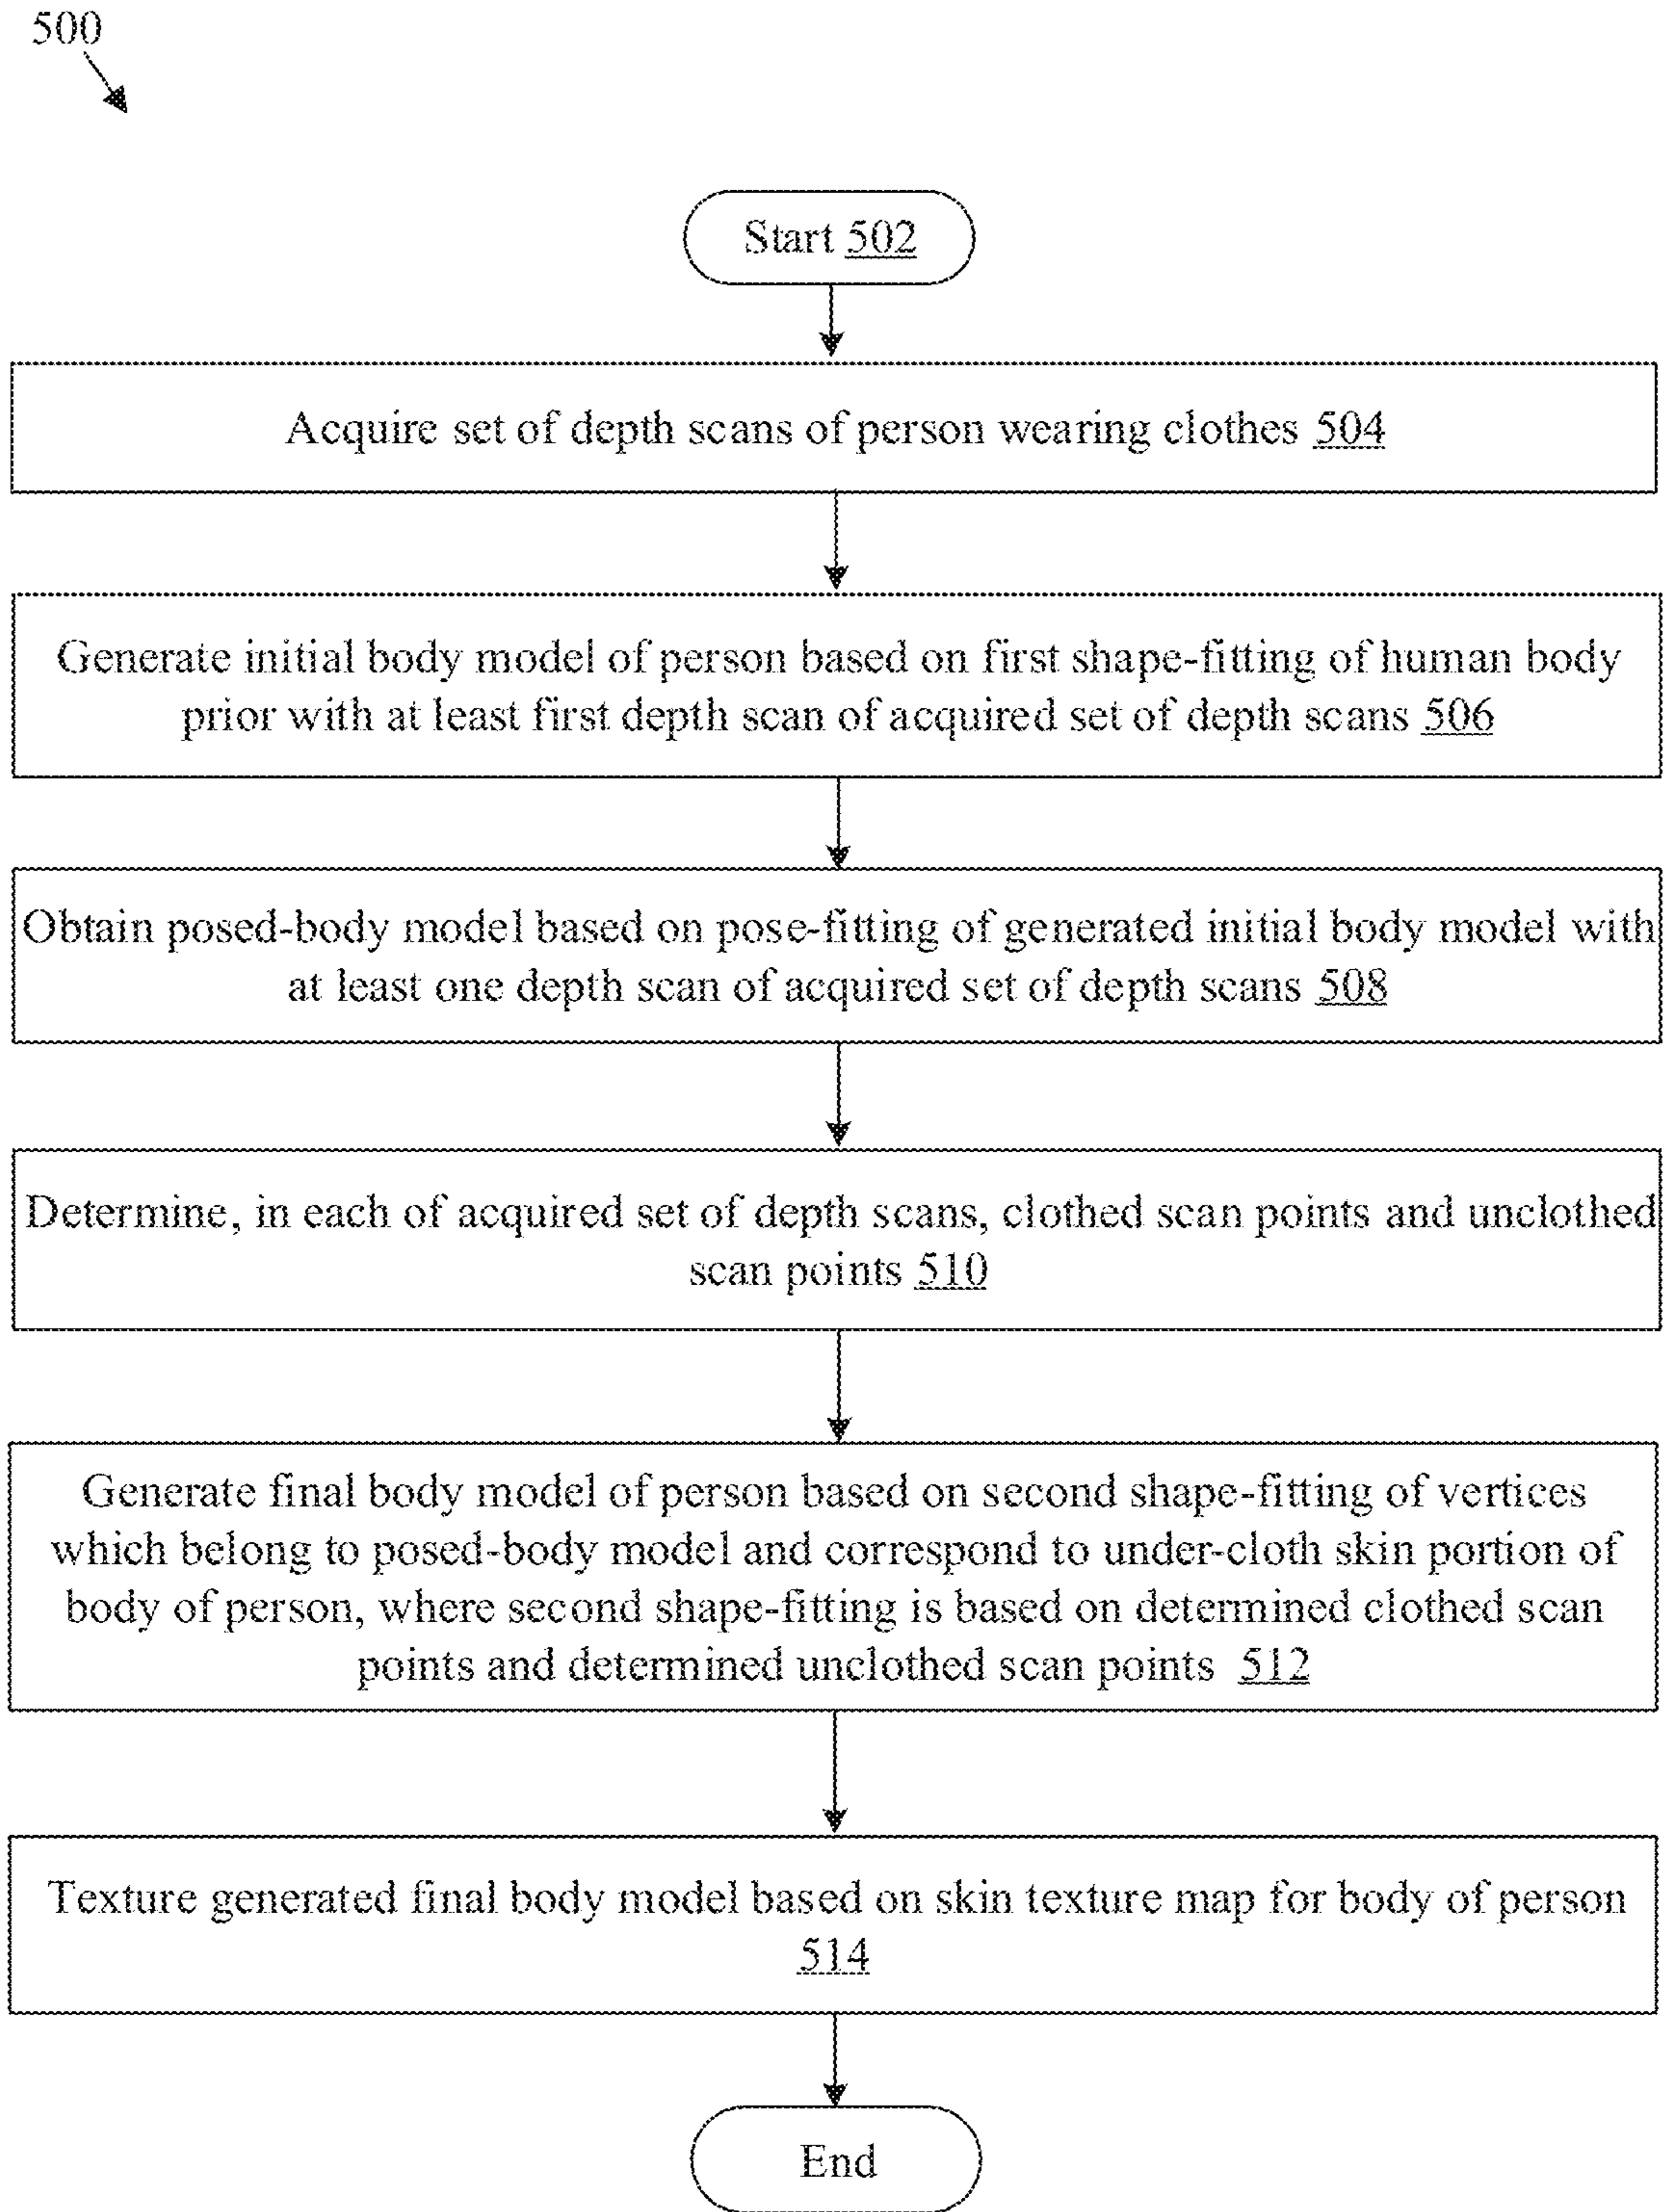 500
Start 502
Acquire set of depth scans of person wearing clothes 504
Generate initial body model of person based on first shape-fitting of human body
prior with at least first depth scan of acquired set of depth scans 506
Obtain posed-body model based on pose-fitting of generated initial body model with
at least one depth scan of acquired set of depth scans 508
Determine, in each of acquired set of depth scans, clothed scan points and unclothed
scan points 510
Generate final body model of person based on second shape-fitting of vertices
which belong to posed-body model and correspond to under-cloth skin portion of
body of person, where second shape-fitting is based on determined clothed scan
points and determined unclothed scan points 512
Texture generated final body model based on skin texture map for body of person
514
End